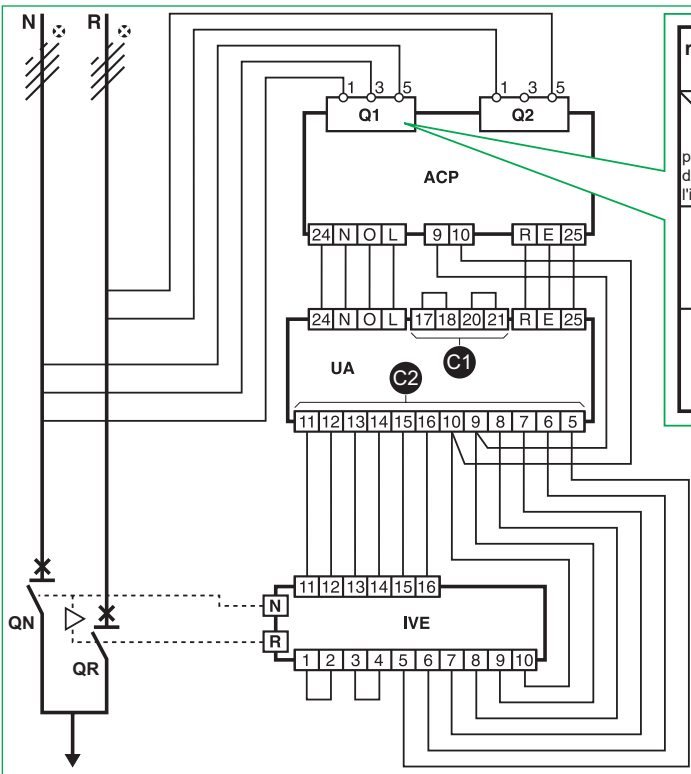 N R
1 3 5 1 3 5
Q1 Q2
ACP
24 N O L 9 10 R E 25
24 N O L 17 18 20 21 R E 25
UA C2 C1
11 12 13 14 15 16 10 9 8 7 6 5
11 12 13 14 15 16
N
IVE
R
QN
QR
1 2 3 4 5 6 7 8 9 10